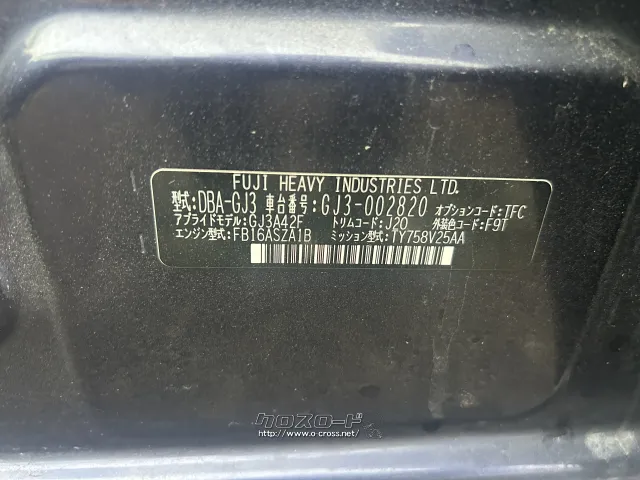 FUJI HEAVY INDUSTRIES LTD.
型式:DBA-GJ3 車台番号:GJ3-002820 オプションコード:TFC
アプライドモデル:GJ3A42F トリムコード:J20 外装色コード:F9T
エンジン型式:FB16ASZA1B ミッション型式:TY758V25AA
クロスロード
http://www.o-cross.net/